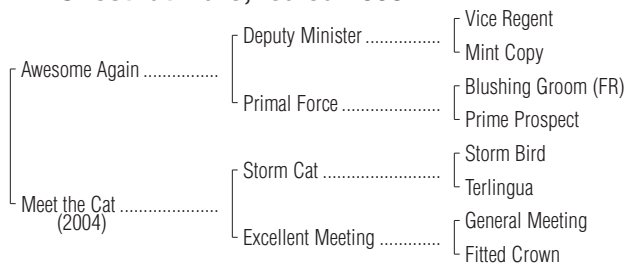 Vice Regent
Deputy Minister ................
Mint Copy
Awesome Again ...............
Blushing Groom (FR)
Primal Force .....................
Prime Prospect
Storm Bird
Storm Cat .........................
Terlingua
Meet the Cat ....................
(2004)
General Meeting
Excellent Meeting .............
Fitted Crown